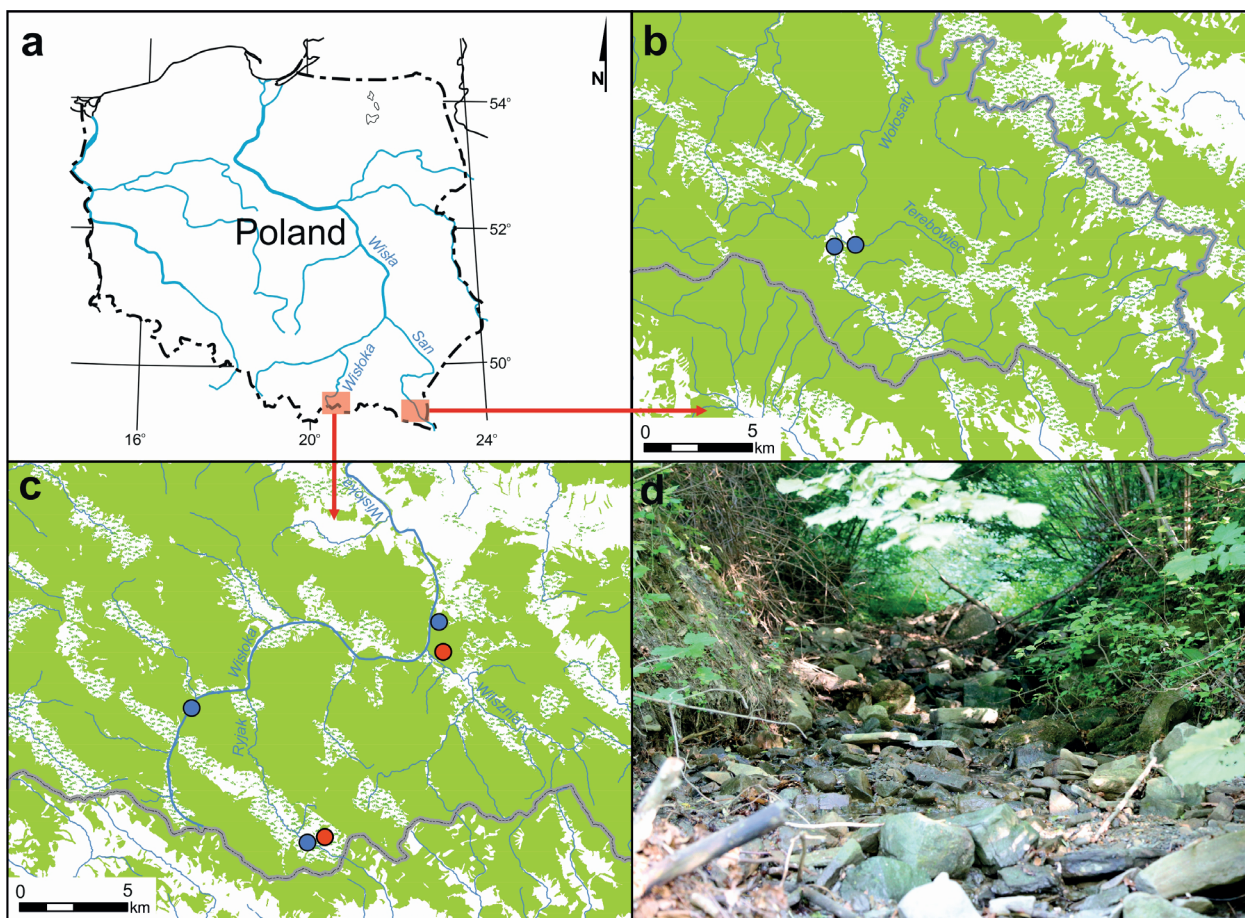 a
N
54°
52°
50°
Poland
Wisła
San
Wisłoka
16°
20°
24°
b
Wołosaty
Terebowiec
0 5
km
c
Wisłoka
Wisłoka
Ryjak
Wilsznia
0 5
km
d